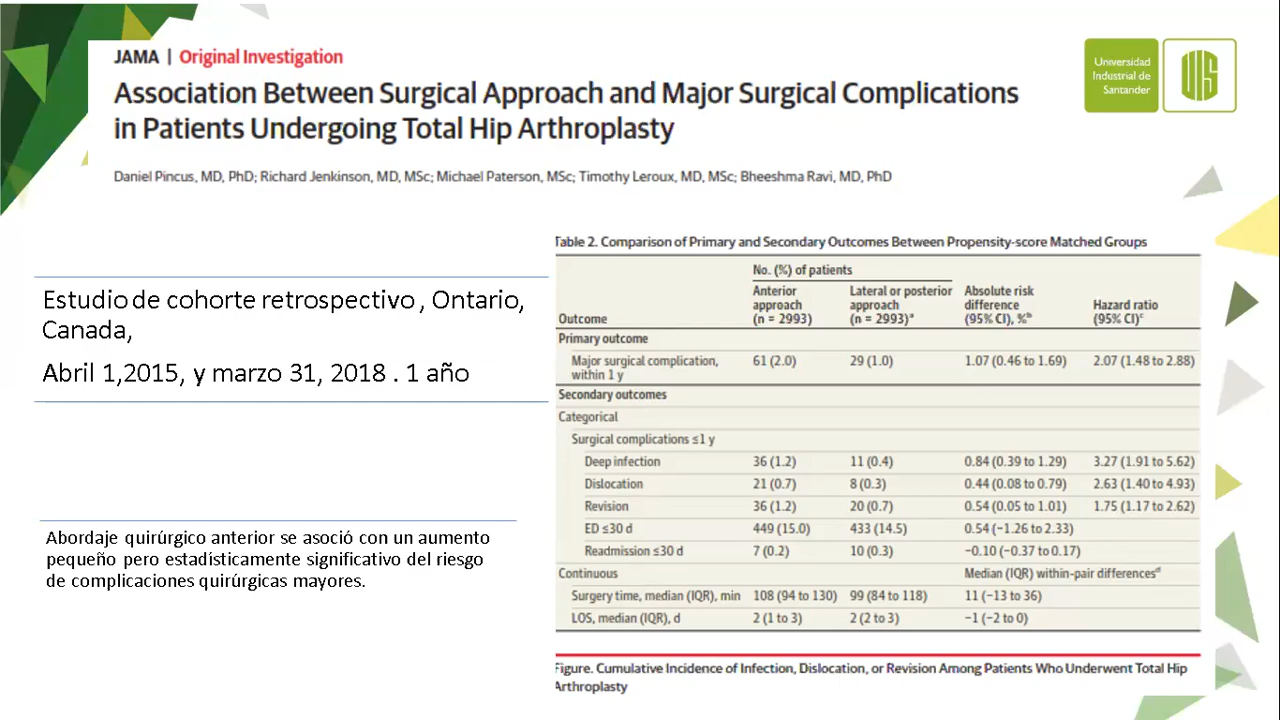 JAMA | Original Investigation
Association Between Surgical Approach and Major Surgical Complications
in Patients Undergoing Total Hip Arthroplasty
Daniel Pincus, MD, PhD; Richard Jenkinson, MD, MSc; Michael Paterson, MSc; Timothy Leroux, MD, MSc; Bheeshma Ravi, MD, PhD
Universidad
Industrial de
Santander
UIS
Estudio de cohorte retrospectivo , Ontario,
Canada,
Abril 1,2015, y marzo 31, 2018 . 1 año
Abordaje quirúrgico anterior se asoció con un aumento
pequeño pero estadísticamente significativo del riesgo
de complicaciones quirúrgicas mayores.
Table 2. Comparison of Primary and Secondary Outcomes Between Propensity-score Matched Groups
No. (%) of patients
Outcome Anterior approach (n = 2993) Lateral or posterior approach (n = 2993)a Absolute risk difference (95% CI), %b Hazard ratio (95% CI)c
Primary outcome
Major surgical complication, within 1 y 61 (2.0) 29 (1.0) 1.07 (0.46 to 1.69) 2.07 (1.48 to 2.88)
Secondary outcomes
Categorical
Surgical complications ≤1 y
Deep infection 36 (1.2) 11 (0.4) 0.84 (0.39 to 1.29) 3.27 (1.91 to 5.62)
Dislocation 21 (0.7) 8 (0.3) 0.44 (0.08 to 0.79) 2.63 (1.40 to 4.93)
Revision 36 (1.2) 20 (0.7) 0.54 (0.05 to 1.01) 1.75 (1.17 to 2.62)
ED ≤30 d 449 (15.0) 433 (14.5) 0.54 (−1.26 to 2.33)
Readmission ≤30 d 7 (0.2) 10 (0.3) −0.10 (−0.37 to 0.17)
Continuous Median (IQR) within-pair differencesd
Surgery time, median (IQR), min 108 (94 to 130) 99 (84 to 118) 11 (−13 to 36)
LOS, median (IQR), d 2 (1 to 3) 2 (2 to 3) −1 (−2 to 0)
Figure. Cumulative Incidence of Infection, Dislocation, or Revision Among Patients Who Underwent Total Hip
Arthroplasty